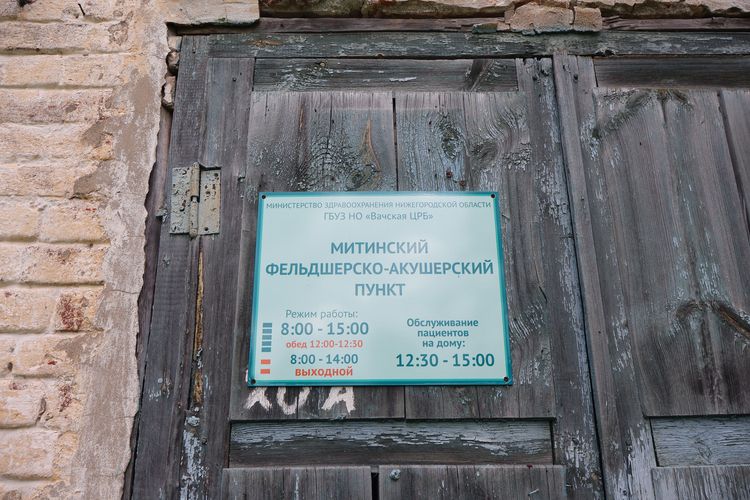 МИНИСТЕРСТВО ЗДРАВООХРАНЕНИЯ НИЖЕГОРОДСКОЙ ОБЛАСТИ
ГБУЗ НО «Вачская ЦРБ»
МИТИНСКИЙ
ФЕЛЬДШЕРСКО-АКУШЕРСКИЙ
ПУНКТ
Режим работы:
8:00 - 15:00
обед 12:00-12:30
8:00 - 14:00
ВЫХОДНОЙ
Обслуживание
пациентов
на дому:
12:30 - 15:00